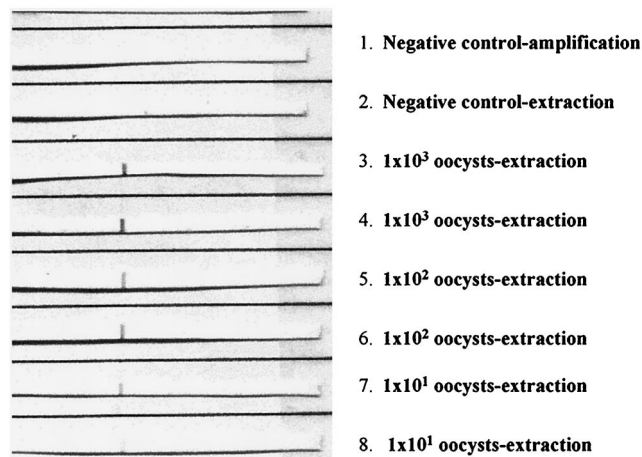 1. Negative control-amplification
2. Negative control-extraction
3. 1x10³ oocysts-extraction
4. 1x10³ oocysts-extraction
5. 1x10² oocysts-extraction
6. 1x10² oocysts-extraction
7. 1x10¹ oocysts-extraction
8. 1x10¹ oocysts-extraction